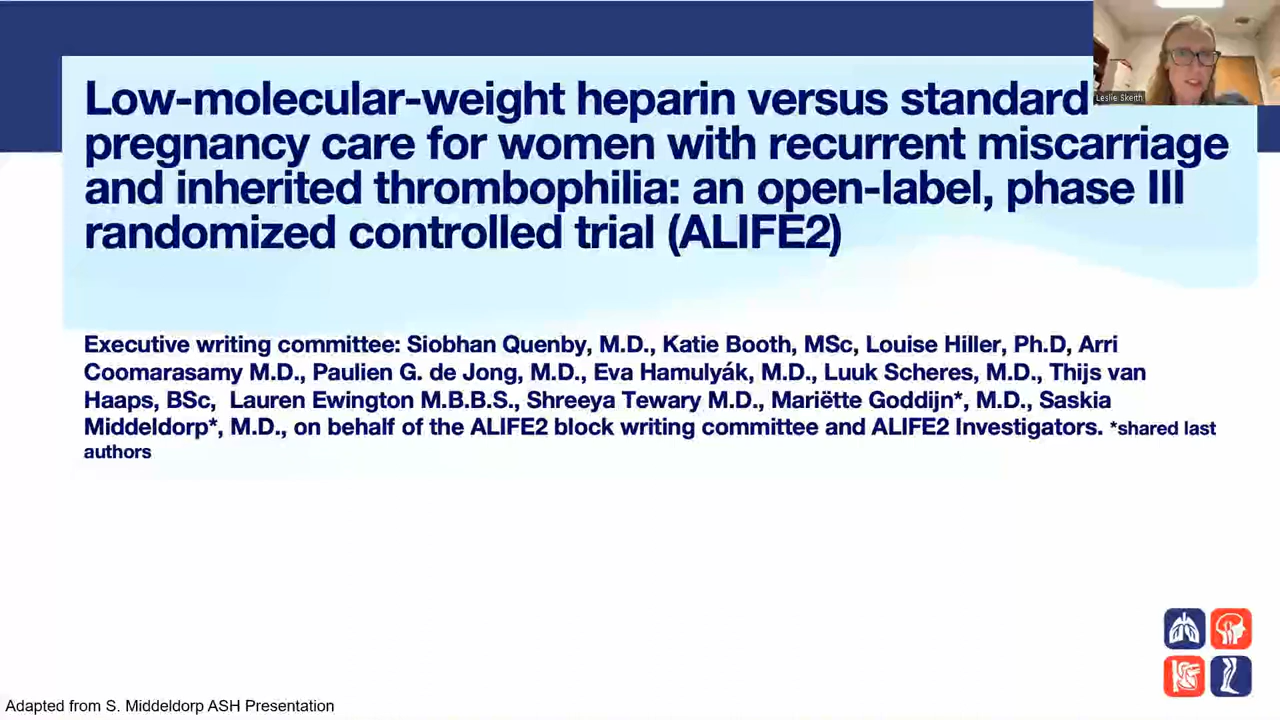 Low-molecular-weight heparin versus standard
pregnancy care for women with recurrent miscarriage
and inherited thrombophilia: an open-label, phase III
randomized controlled trial (ALIFE2)
Leslie Skerth
Executive writing committee: Siobhan Quenby, M.D., Katie Booth, MSc, Louise Hiller, Ph.D, Arri
Coomarasamy M.D., Paulien G. de Jong, M.D., Eva Hamulyák, M.D., Luuk Scheres, M.D., Thijs van
Haaps, BSc, Lauren Ewington M.B.B.S., Shreeya Tewary M.D., Mariëtte Goddijn*, M.D., Saskia
Middeldorp*, M.D., on behalf of the ALIFE2 block writing committee and ALIFE2 Investigators. *shared last
authors
Adapted from S. Middeldorp ASH Presentation